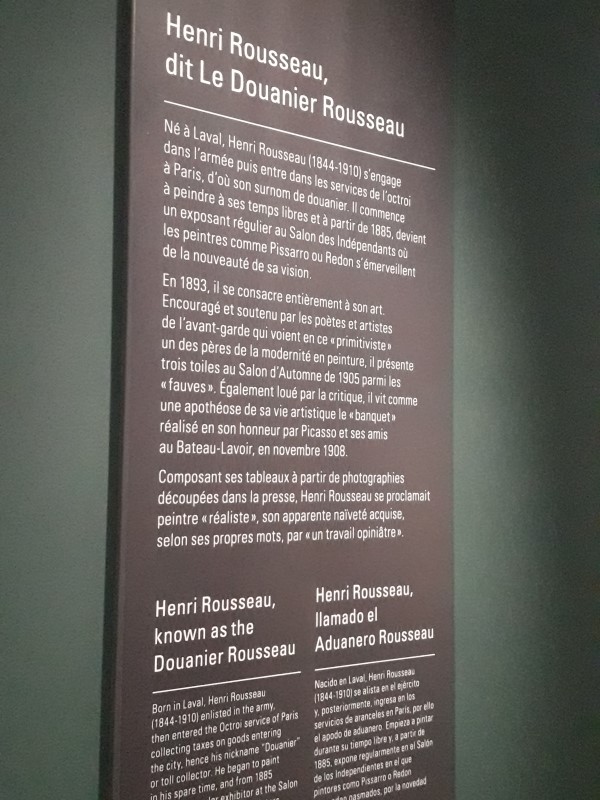 Henri Rousseau,
dit Le Douanier Rousseau
Né à Laval, Henri Rousseau (1844-1910) s'engage
dans l'armée puis entre dans les services de l'octroi
à Paris, d'où son surnom de douanier. Il commence
à peindre à ses temps libres et à partir de 1885, devient
un exposant régulier au Salon des Indépendants où
les peintres comme Pissarro ou Redon s'émerveillent
de la nouveauté de sa vision.
En 1893, il se consacre entièrement à son art.
Encouragé et soutenu par les poètes et artistes
de l'avant-garde qui voient en ce « primitiviste »
un des pères de la modernité en peinture, il présente
trois toiles au Salon d'Automne de 1905 parmi les
« fauves ». Également loué par la critique, il vit comme
une apothéose de sa vie artistique le « banquet »
réalisé en son honneur par Picasso et ses amis
au Bateau-Lavoir, en novembre 1908.
Composant ses tableaux à partir de photographies
découpées dans la presse, Henri Rousseau se proclamait
peintre « réaliste », son apparente naïveté acquise,
selon ses propres mots, par « un travail opiniâtre ».
Henri Rousseau,
known as the
Douanier Rousseau
Born in Laval, Henri Rousseau
(1844-1910) enlisted in the army,
then entered the Octroi service of Paris
collecting taxes on goods entering
the city, hence his nickname "Douanier"
or toll collector. He began to paint
in his spare time, and from 1885
exhibitor at the Salon
Henri Rousseau,
llamado el
Aduanero Rousseau
Nacido en Laval, Henri Rousseau
(1844-1910) se alista en el ejército
y, posteriormente, ingresa en los
servicios de aranceles en París, por ello
el apodo de aduanero. Empieza a pintar
durante su tiempo libre y, a partir de
1885, expone regularmente en el Salón
de los Independientes en el que
pintores como Pissarro o Redon
pasmados, por la novedad